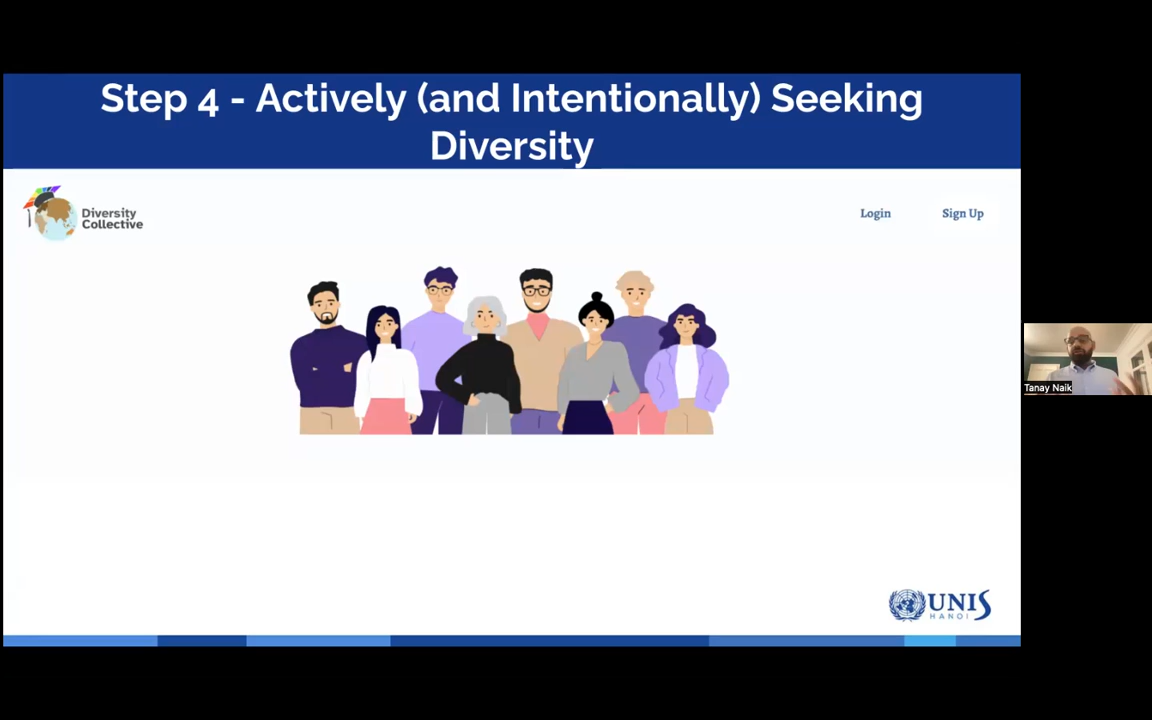 Step 4 - Actively (and Intentionally) Seeking
Diversity
Diversity
Collective
Login
Sign Up
Tanay Naik
UNIS
HANOI